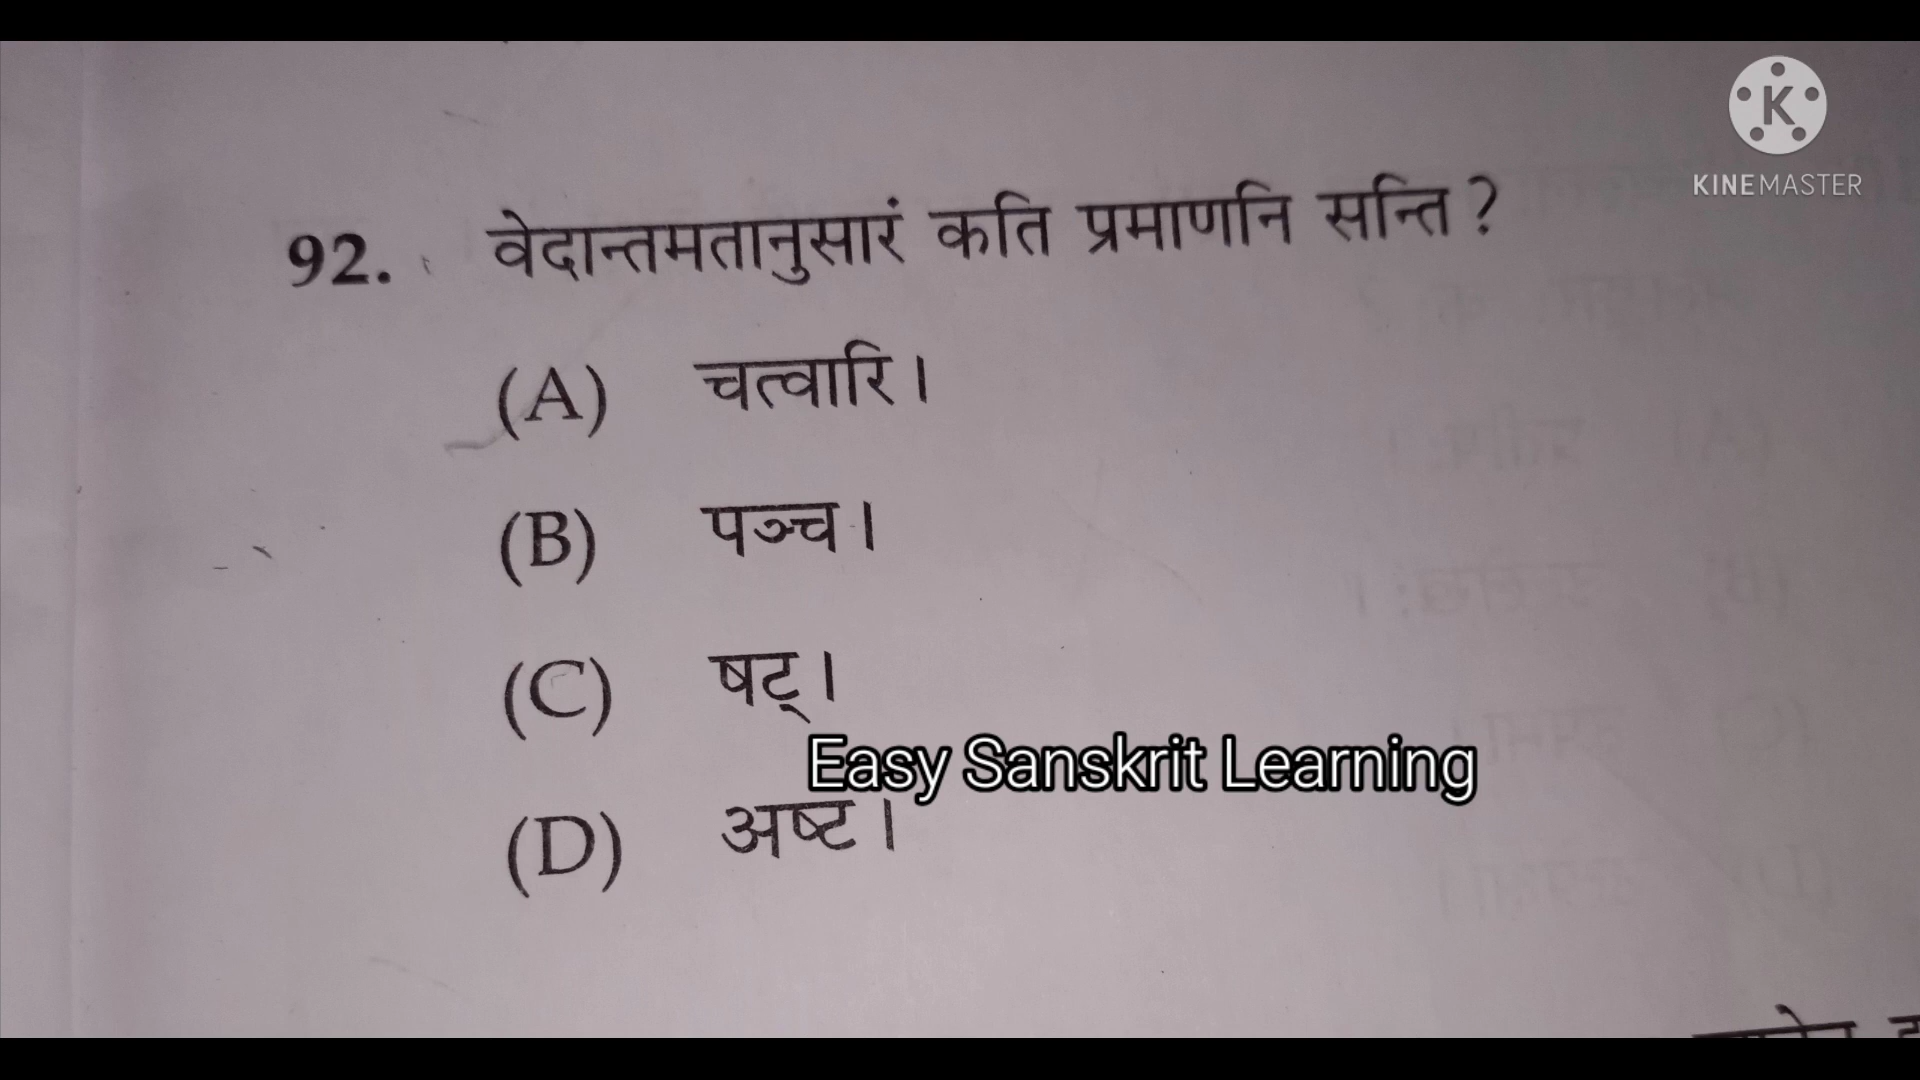 KINEMASTER
92. वेदान्तमतानुसारं कति प्रमाणनि सन्ति ?
(A) चत्वारि।
(B) पञ्च।
(C) षट्।
Easy Sanskrit Learning
(D) अष्ट।